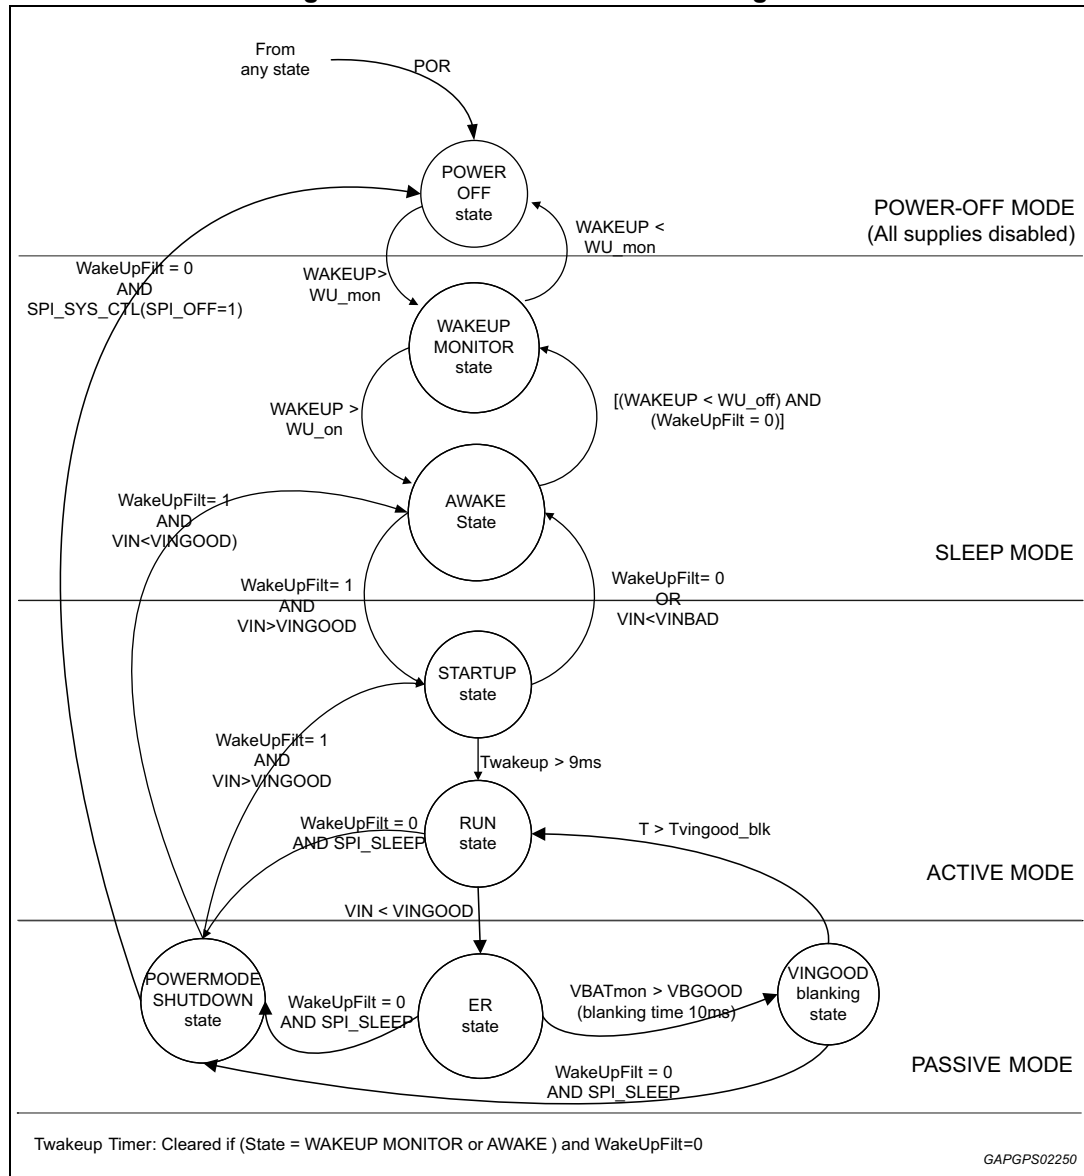 From
any state
POR
POWER
OFF
state
POWER-OFF MODE
(All supplies disabled)
WAKEUP <
WU_mon
WakeUpFilt = 0
AND
SPI_SYS_CTL(SPI_OFF=1)
WAKEUP>
WU_mon
WAKEUP
MONITOR
state
WAKEUP >
WU_on
[(WAKEUP < WU_off) AND
(WakeUpFilt = 0)]
AWAKE
State
WakeUpFilt= 1
AND
VIN<VINGOOD)
SLEEP MODE
WakeUpFilt= 1
AND
VIN>VINGOOD
WakeUpFilt= 0
OR
VIN<VINBAD
STARTUP
state
WakeUpFilt= 1
AND
VIN>VINGOOD
Twakeup > 9ms
RUN
state
WakeUpFilt = 0
AND SPI_SLEEP
T > Tvingood_blk
ACTIVE MODE
VIN < VINGOOD
POWERMODE
SHUTDOWN
state
WakeUpFilt = 0
AND SPI_SLEEP
ER
state
VBATmon > VBGOOD
(blanking time 10ms)
VINGOOD
blanking
state
WakeUpFilt = 0
AND SPI_SLEEP
PASSIVE MODE
Twakeup Timer: Cleared if (State = WAKEUP MONITOR or AWAKE ) and WakeUpFilt=0
GAPGPS02250